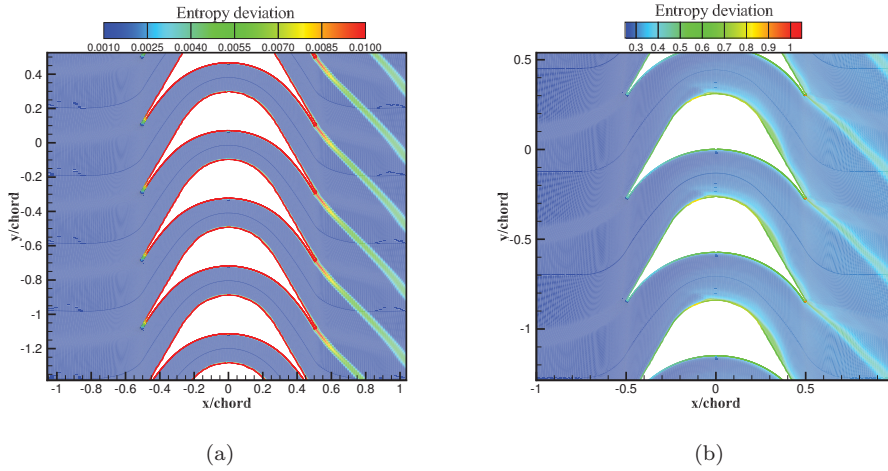 Entropy deviation
0.0010 0.0025 0.0040 0.0055 0.0070 0.0085 0.0100
y/chord
0.4
0.2
0
-0.2
-0.4
-0.6
-0.8
-1
-1.2
-1 -0.8 -0.6 -0.4 -0.2 0 0.2 0.4 0.6 0.8 1
x/chord
(a)
Entropy deviation
0.3 0.4 0.5 0.6 0.7 0.8 0.9 1
y/chord
0.5
0
-0.5
-1
-1 -0.5 0 0.5
x/chord
(b)